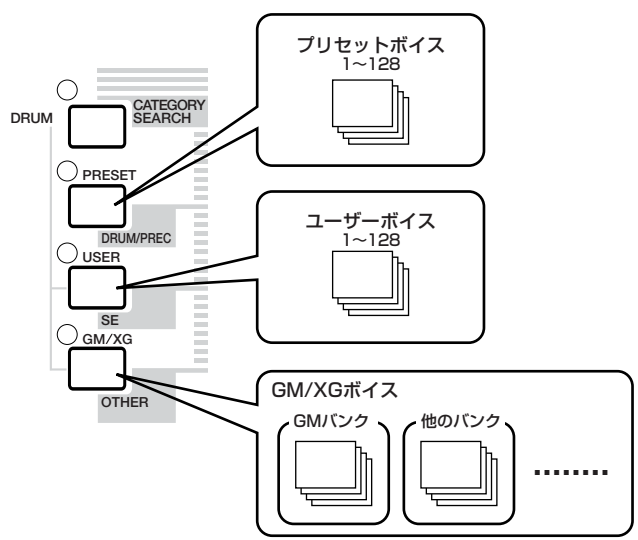 プリセットボイス
1〜128
CATEGORY
SEARCH
DRUM
PRESET
DRUM/PREC
ユーザーボイス
1〜128
USER
SE
GM/XG
OTHER
GM/XGボイス
GMバンク
他のバンク
........